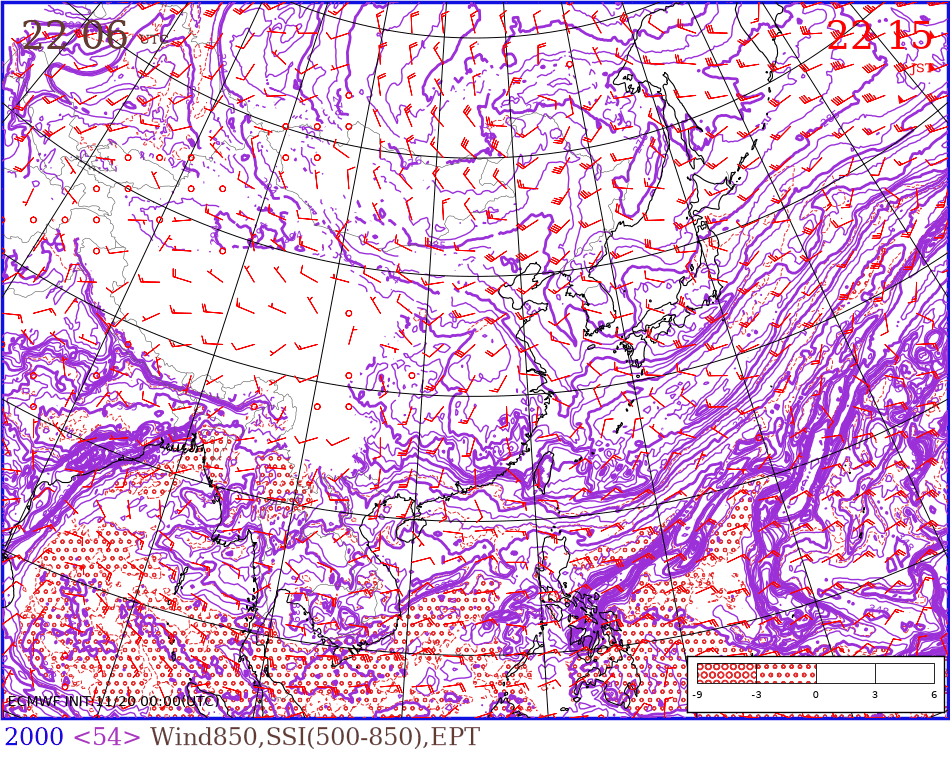 22 06 UTC
22 15 JST
-9 -3 0 3 6
ECMWF INIT 11/20 00:00(UTC)
2000 <54> Wind850,SSI(500-850),EPT